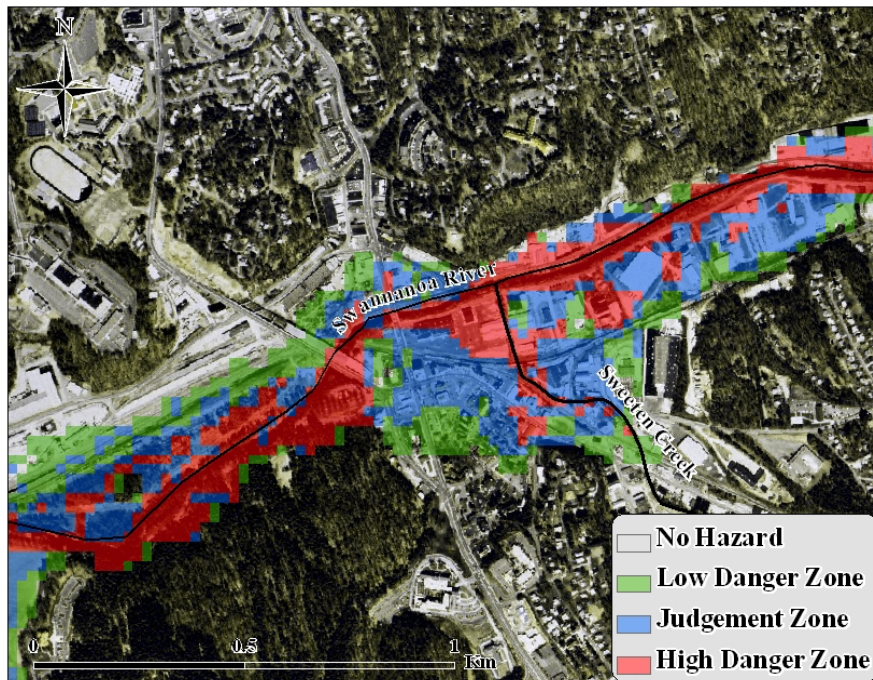 N
Swannanoa River
Sweeten Creek
No Hazard
Low Danger Zone
Judgement Zone
High Danger Zone
0
0.5
1
Km